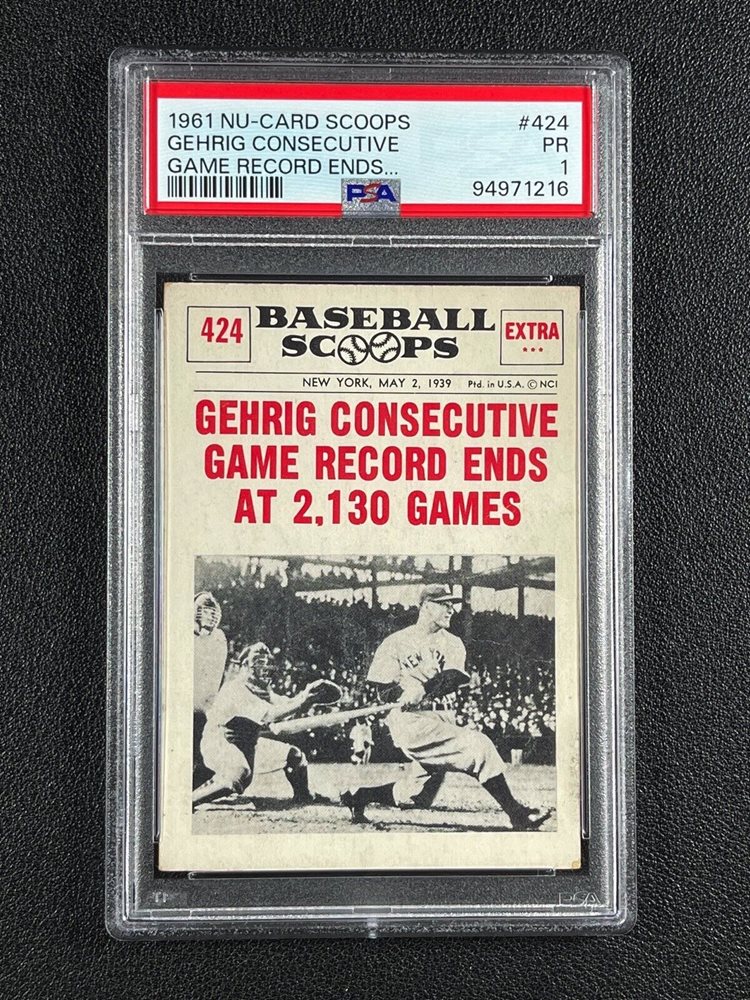 1961 NU-CARD SCOOPS #424
GEHRIG CONSECUTIVE PR
GAME RECORD ENDS... 1
PSA 94971216
424 BASEBALL SCOOPS EXTRA
NEW YORK, MAY 2, 1939 Ptd. in U.S.A. © NCI
GEHRIG CONSECUTIVE
GAME RECORD ENDS
AT 2,130 GAMES
NEW YORK
PSA